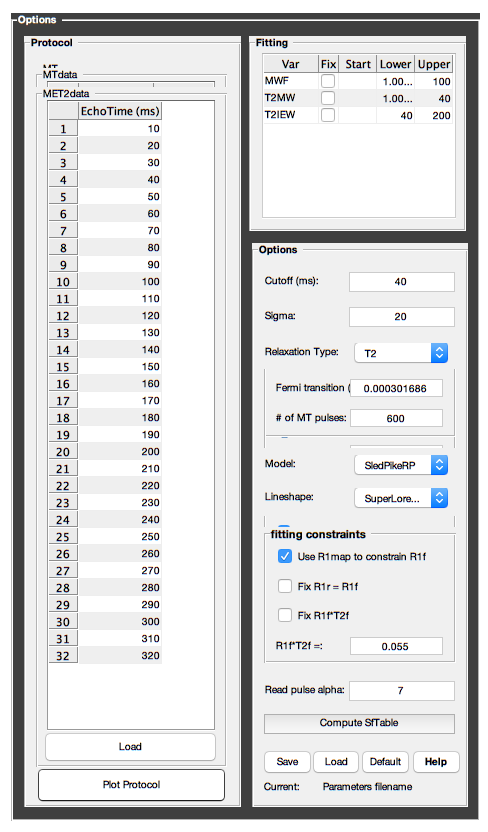 Options
Protocol
MT
MTdata
MET2data
EchoTime (ms)
1 10
2 20
3 30
4 40
5 50
6 60
7 70
8 80
9 90
10 100
11 110
12 120
13 130
14 140
15 150
16 160
17 170
18 180
19 190
20 200
21 210
22 220
23 230
24 240
25 250
26 260
27 270
28 280
29 290
30 300
31 310
32 320
Load
Plot Protocol
Fitting
Var Fix Start Lower Upper
MWF 1.00... 100
T2MW 1.00... 40
T2IEW 40 200
Options
Cutoff (ms): 40
Sigma: 20
Relaxation Type: T2
Fermi transition ( 0.000301686
# of MT pulses: 600
Model: SledPikeRP
Lineshape: SuperLore...
fitting constraints
Use R1map to constrain R1f
Fix R1r = R1f
Fix R1f*T2f
R1f*T2f =: 0.055
Read pulse alpha: 7
Compute SfTable
Save Load Default Help
Current: Parameters filename